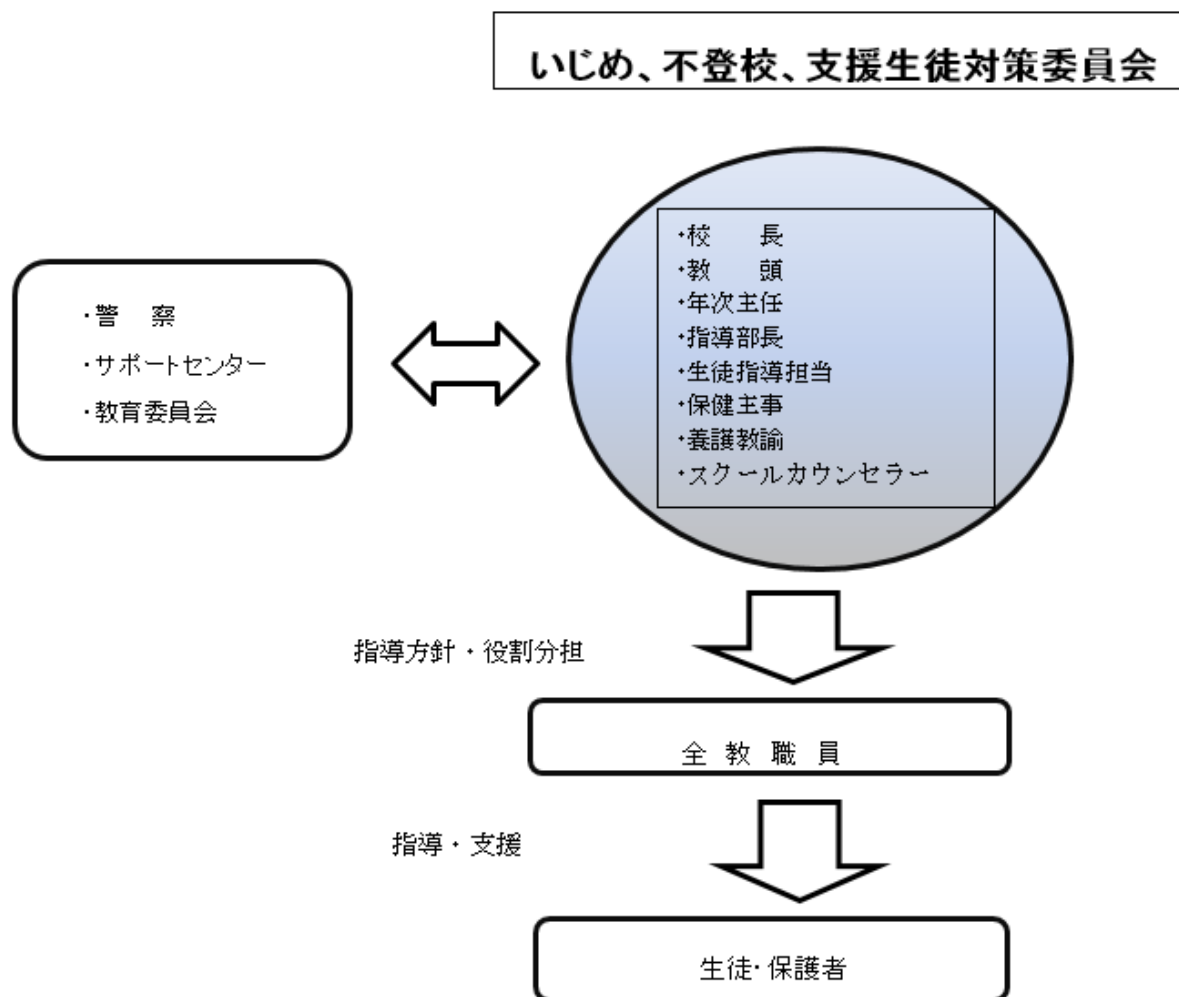 いじめ、不登校、支援生徒対策委員会
・校　　長
・教　　頭
・年次主任
・指導部長
・生徒指導担当
・保健主事
・養護教諭
・スクールカウンセラー
・警　察
・サポートセンター
・教育委員会
指導方針・役割分担
全 教 職 員
指導・支援
生徒・保護者